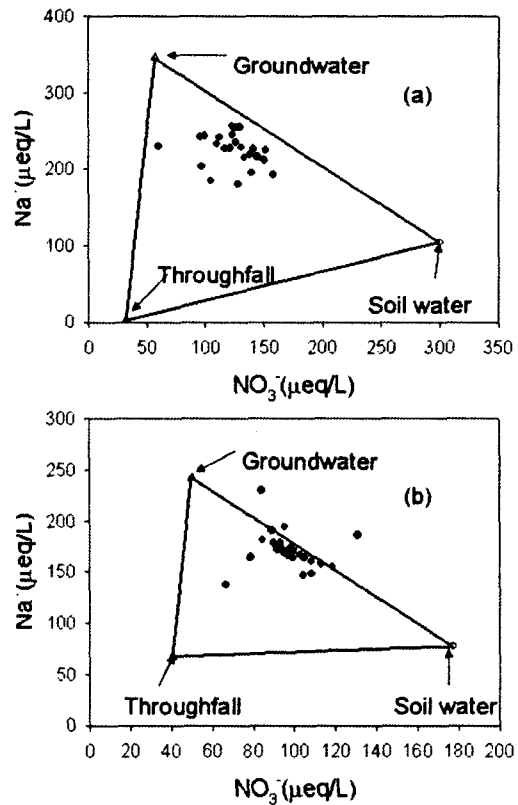 400
300
200
100
0
Na⁺(μeq/L)
Groundwater
(a)
Throughfall
Soil water
0 50 100 150 200 250 300 350
NO₃⁻(μeq/L)
300
250
200
150
100
50
0
Na⁺(μeq/L)
Groundwater
(b)
Throughfall Soil water
0 20 40 60 80 100 120 140 160 180 200
NO₃⁻(μeq/L)